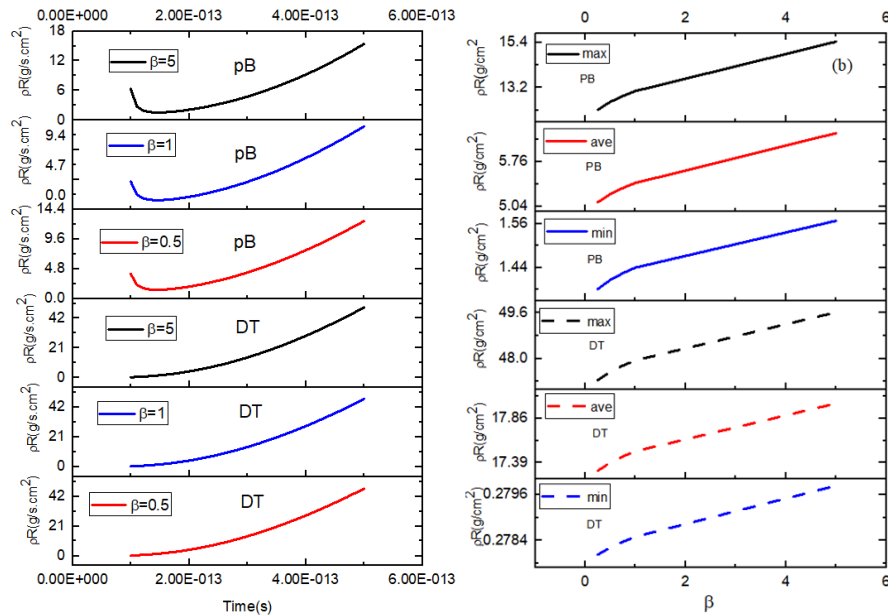 0.00E+000 2.00E-013 4.00E-013 6.00E-013
18
12
6
0
ρR(g/s.cm²)
β=5
pB
9.4
4.7
0.0
ρR(g/s.cm²)
β=1
pB
14.4
9.6
4.8
0.0
ρR(g/s.cm²)
β=0.5
pB
42
21
0
ρR(g/s.cm²)
β=5
DT
42
21
0
ρR(g/s.cm²)
β=1
DT
42
21
0
ρR(g/s.cm²)
β=0.5
DT
0.00E+000 2.00E-013 4.00E-013 6.00E-013
Time(s)
0 2 4 6
15.4
13.2
ρR(g/cm²)
max
PB
(b)
5.76
5.04
ρR(g/cm²)
ave
PB
1.56
1.44
ρR(g/cm²)
min
PB
49.6
48.0
ρR(g/cm²)
max
DT
17.86
17.39
ρR(g/cm²)
ave
DT
0.2796
0.2784
ρR(g/cm²)
min
DT
0 2 4 6
β